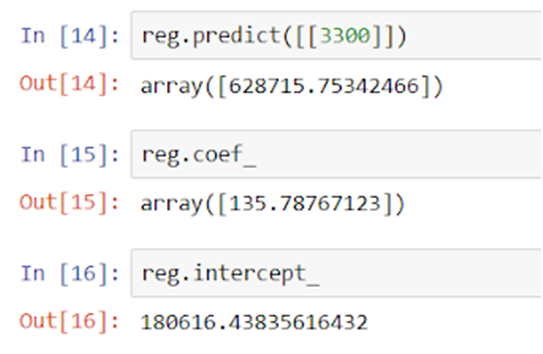 In [14]: reg.predict([[3300]])
Out[14]: array([628715.75342466])
In [15]: reg.coef_
Out[15]: array([135.78767123])
In [16]: reg.intercept_
Out[16]: 180616.43835616432